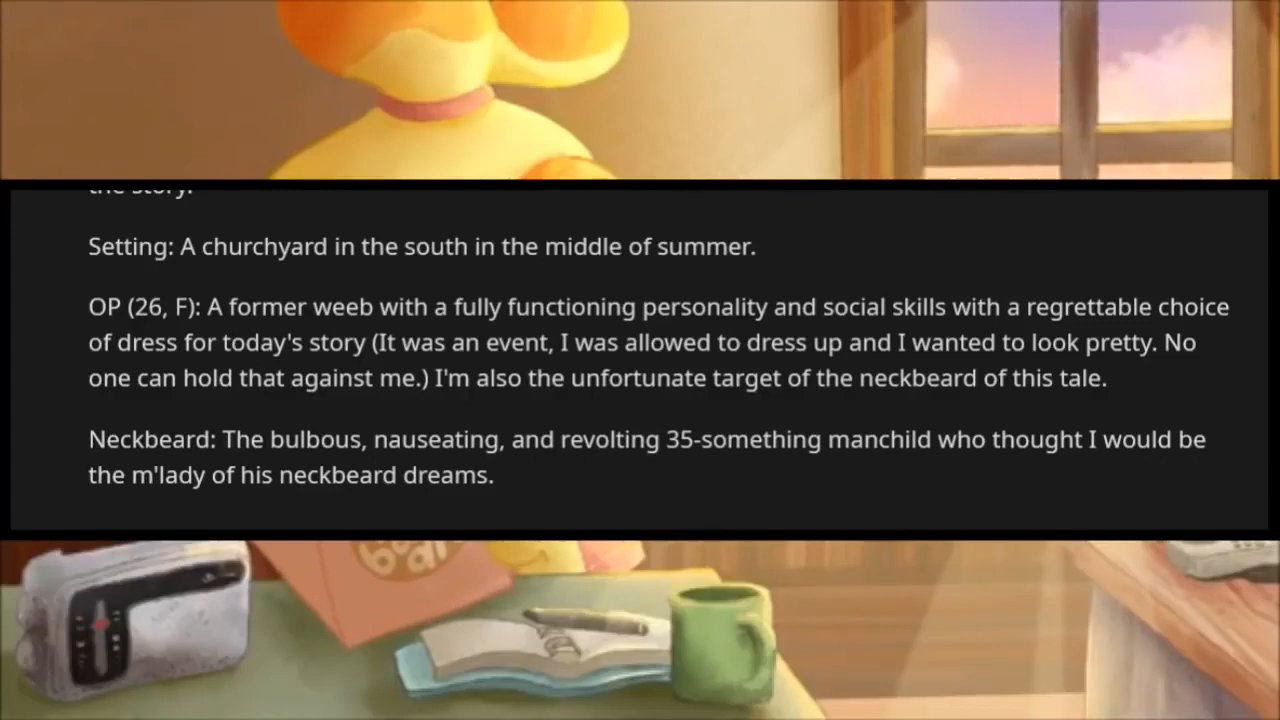 the story.
Setting: A churchyard in the south in the middle of summer.
OP (26, F): A former weeb with a fully functioning personality and social skills with a regrettable choice
of dress for today's story (It was an event, I was allowed to dress up and I wanted to look pretty. No
one can hold that against me.) I'm also the unfortunate target of the neckbeard of this tale.
Neckbeard: The bulbous, nauseating, and revolting 35-something manchild who thought I would be
the m'lady of his neckbeard dreams.